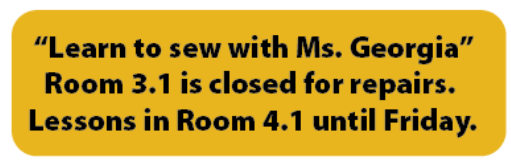 “Learn to sew with Ms. Georgia”
Room 3.1 is closed for repairs.
Lessons in Room 4.1 until Friday.